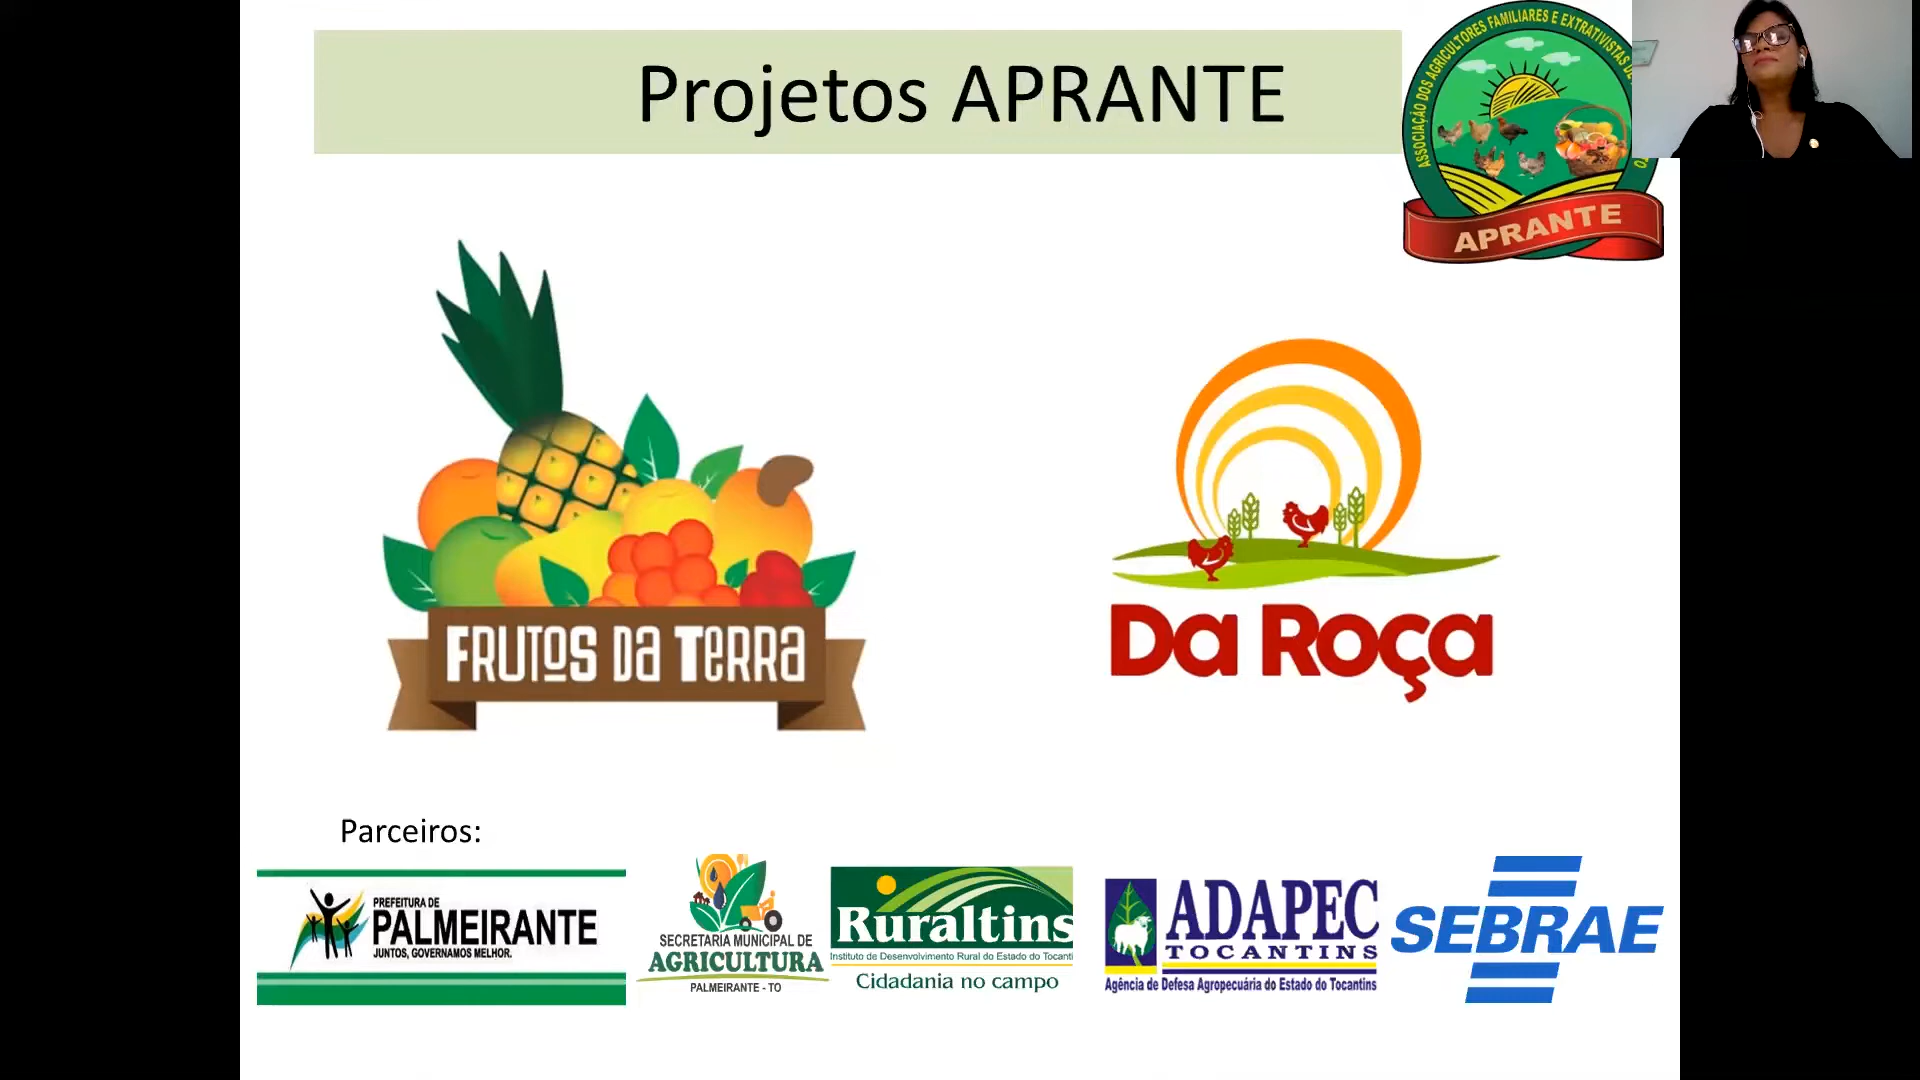 Projetos APRANTE
ASSOCIAÇÃO DOS AGRICULTORES FAMILIARES E EXTRATIVISTAS
TO
APRANTE
FRUTOS DA TERRA
Da Roça
Parceiros:
PREFEITURA DE
PALMEIRANTE
JUNTOS, GOVERNAMOS MELHOR.
SECRETARIA MUNICIPAL DE
AGRICULTURA
PALMEIRANTE - TO
Ruraltins
Instituto de Desenvolvimento Rural do Estado do Tocanti
Cidadania no campo
ADAPEC
TOCANTINS
Agência de Defesa Agropecuária do Estado do Tocantins
SEBRAE